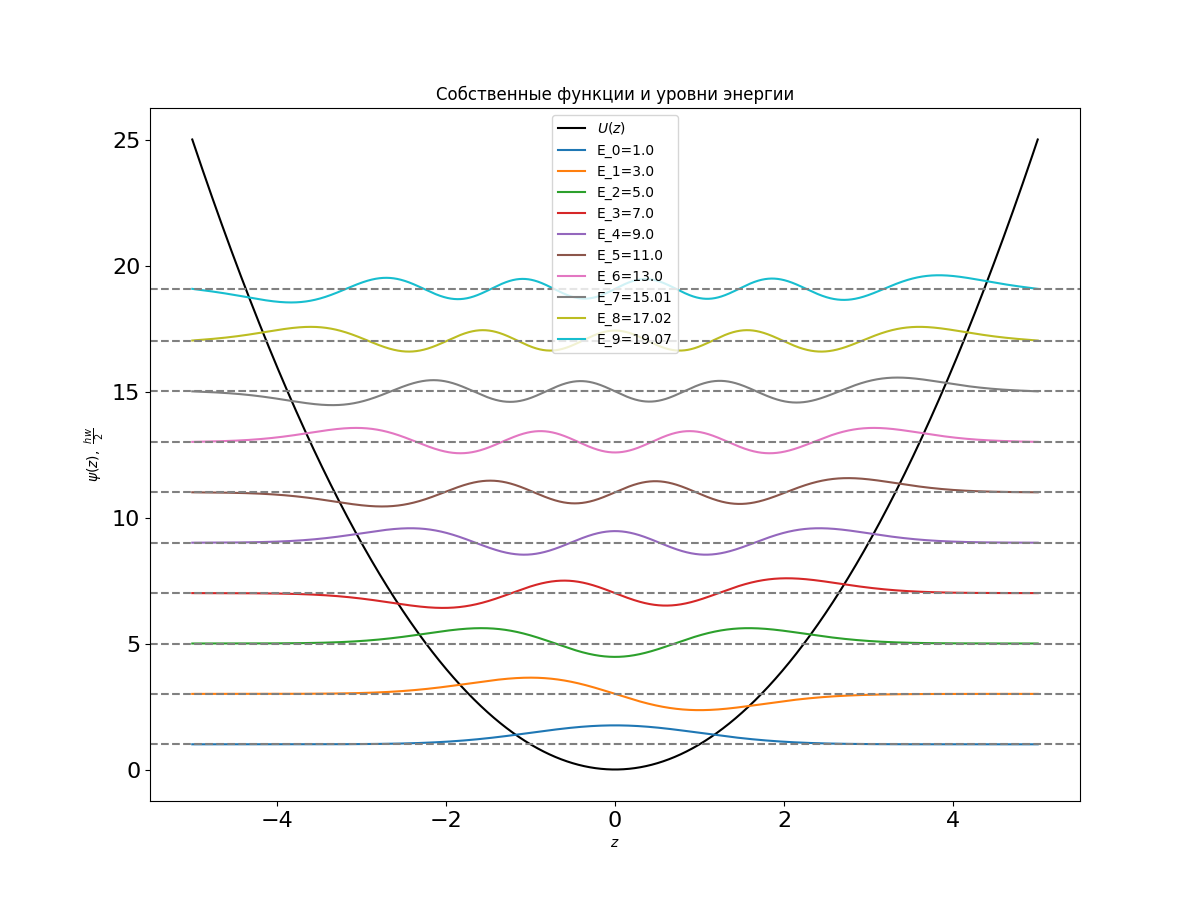 Собственные функции и уровни энергии
U(z)
E_0=1.0
E_1=3.0
E_2=5.0
E_3=7.0
E_4=9.0
E_5=11.0
E_6=13.0
E_7=15.01
E_8=17.02
E_9=19.07
25
20
15
10
5
0
ψ(z), hw/2
−4 −2 0 2 4
z